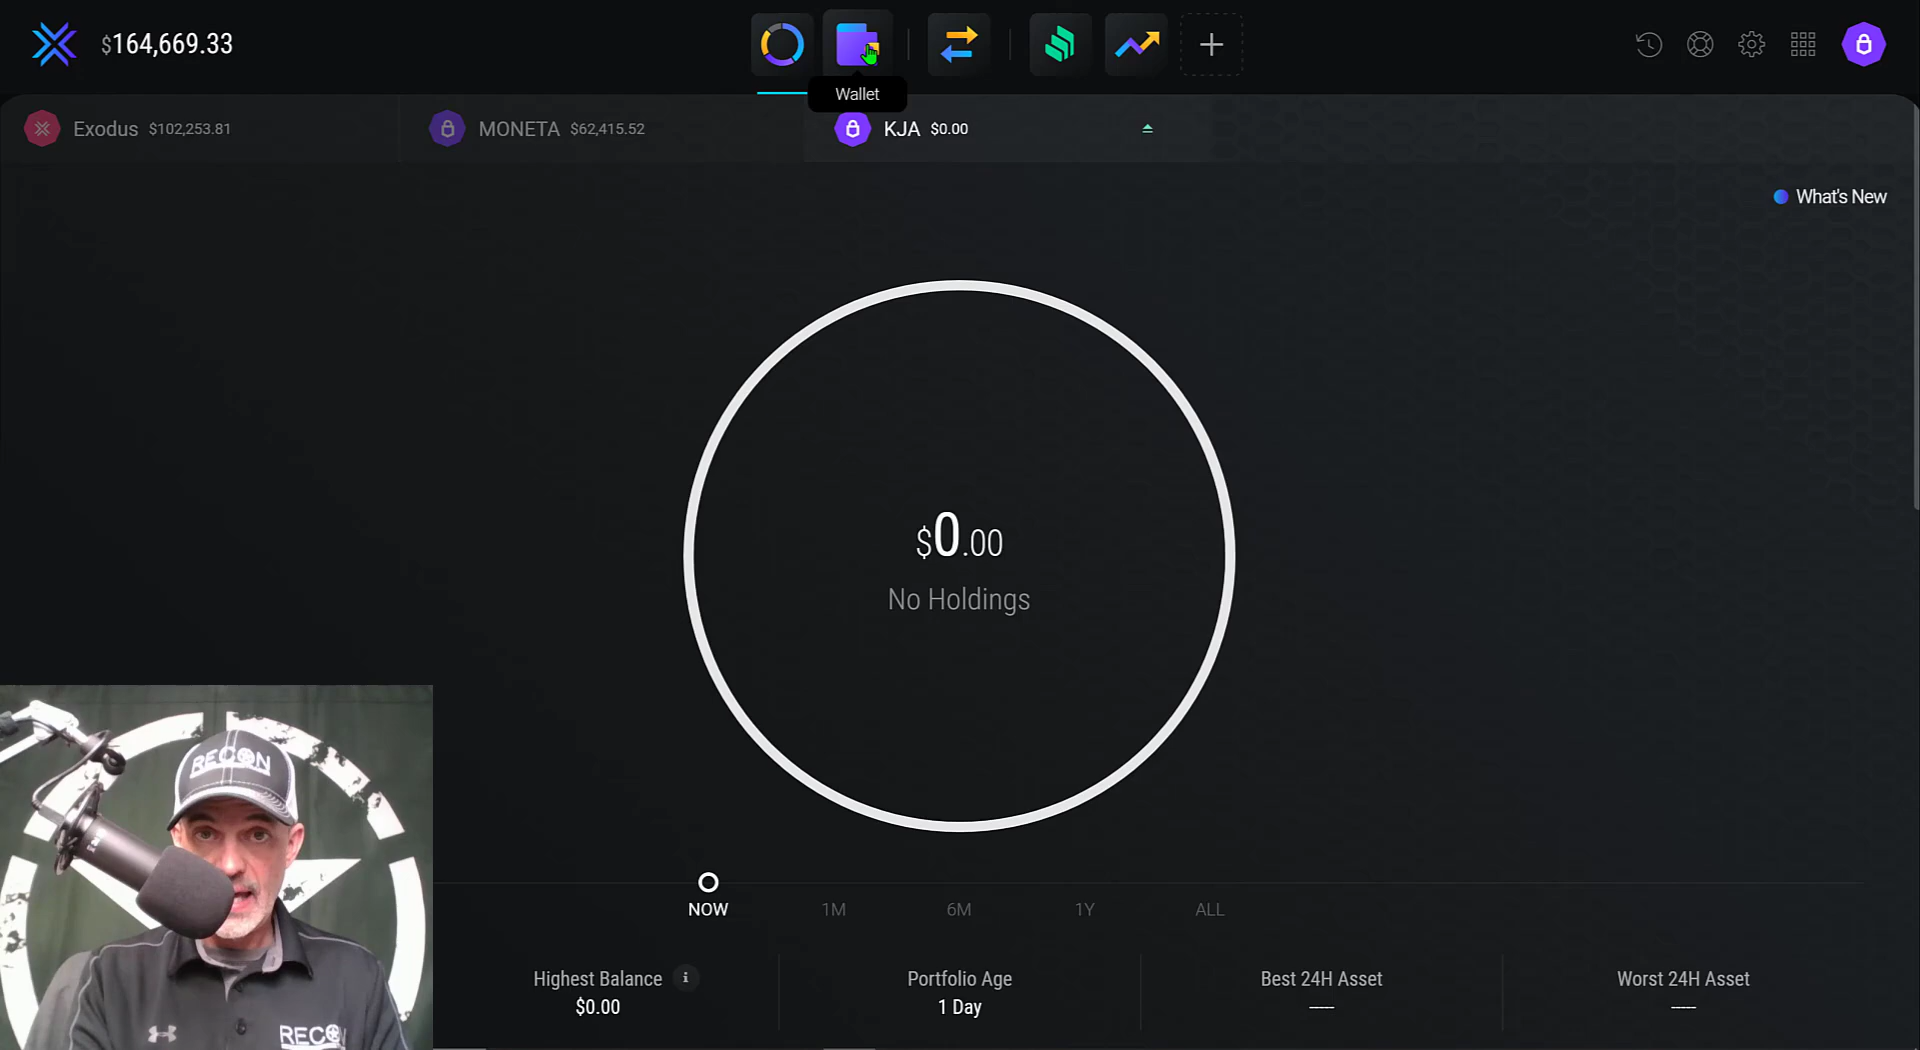 $164,669.33
Wallet
Exodus $102,253.81
MONETA $62,415.52
KJA $0.00
What's New
$0.00
No Holdings
NOW 1M 6M 1Y ALL
Highest Balance
$0.00
Portfolio Age
1 Day
Best 24H Asset
Worst 24H Asset
RECON
RECON